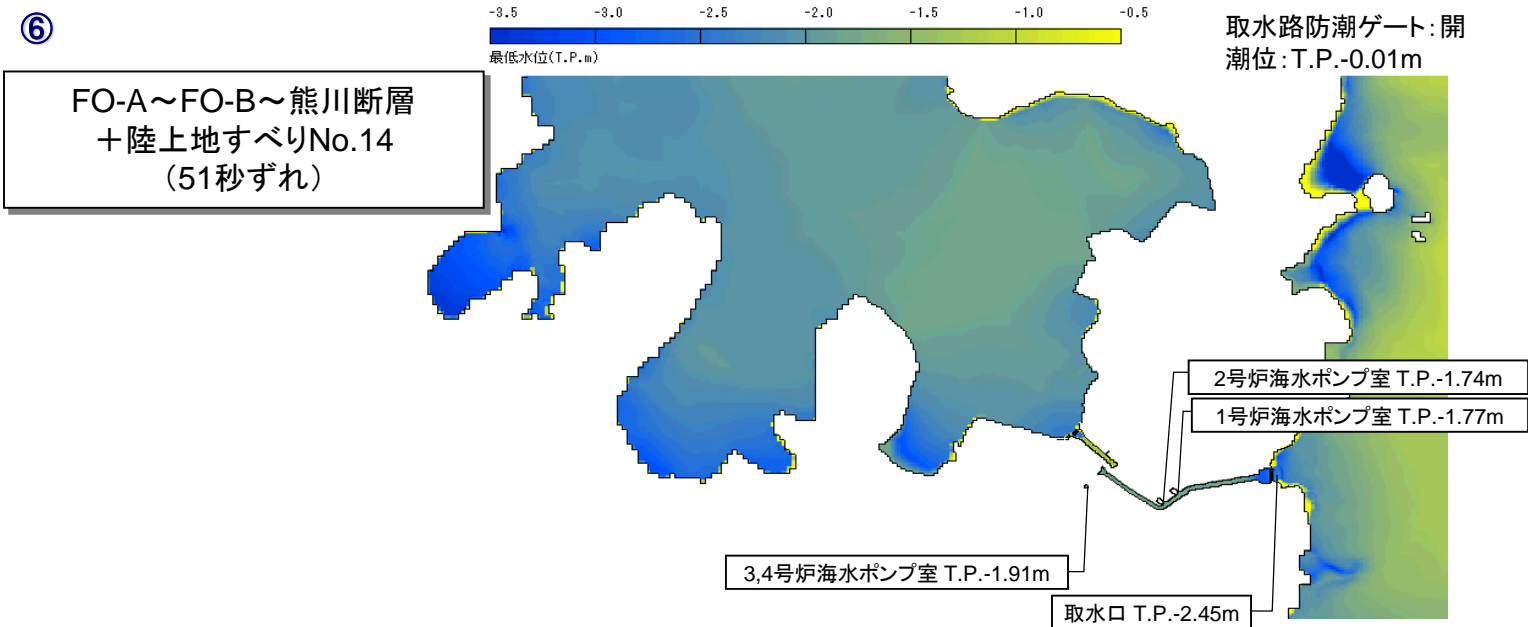 ⑥
-3.5 -3.0 -2.5 -2.0 -1.5 -1.0 -0.5
最低水位(T.P.m)
取水路防潮ゲート：開
潮位：T.P.-0.01m
FO-A～FO-B～熊川断層
＋陸上地すべりNo.14
（51秒ずれ）
2号炉海水ポンプ室 T.P.-1.74m
1号炉海水ポンプ室 T.P.-1.77m
3,4号炉海水ポンプ室 T.P.-1.91m
取水口 T.P.-2.45m